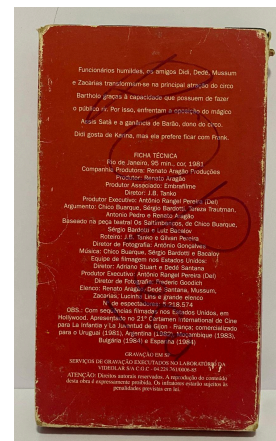 Funcionários humildes, os amigos Didi, Dedé, Mussum
e Zacarias transformam-se na principal atração do circo
Bartholo graças à capacidade que possuem de fazer
o público rir. Por isso, enfrentam a oposição do mágico
Assis Satã e a ganância de Barão, dono do circo.
Didi gosta de Karina, mas ela prefere ficar com Frank.
FICHA TÉCNICA
Rio de Janeiro, 95 min., cor, 1981
Companhia Produtora: Renato Aragão Produções
Produtor: Renato Aragão
Produtor Associado: Embrafilme
Diretor: J.B. Tanko
Produtor Executivo: Antônio Rangel Pereira (Del)
Argumento: Chico Buarque, Sérgio Bardotti, Teresa Trautman,
Antonio Pedro e Renato Aragão
Baseado na peça teatral Os Saltimbancos, de Chico Buarque,
Sérgio Bardotti e Luiz Bacalov
Roteiro: J.B. Tanko e Gilvan Pereira
Diretor de Fotografia: Antônio Gonçalves
Música: Chico Buarque, Sérgio Bardotti e Bacalov
Equipe de filmagem nos Estados Unidos:
Diretor: Adriano Stuart e Dedé Santana
Produtor Executivo: Antônio Rangel Pereira (Del)
Diretor de Fotografia: Frederic Goodich
Elenco: Renato Aragão, Dedé Santana, Mussum,
Zacarias, Lucinha Lins e grande elenco
Nº de espectadores: 5.218.574
OBS.: Com seqüências filmadas nos Estados Unidos, em
Hollywood. Apresentado no 21º Certamen International de Cine
para La Infantia y La Juventud de Gijon - França; comercializado
para o Uruguai (1981), Argentina (1982), Moçambique (1983),
Bulgária (1984) e Espanha (1984)
GRAVAÇÃO EM SP
SERVIÇOS DE GRAVAÇÃO EXECUTADOS NO LABORATÓRIO DA
VIDEOLAR S/A C G C - 04.229.761/0006-85
ATENÇÃO: Direitos autorais reservados. A reprodução do conteúdo
desta obra é expressamente proibida. Os infratores estarão sujeitos às
penalidades previstas em lei.